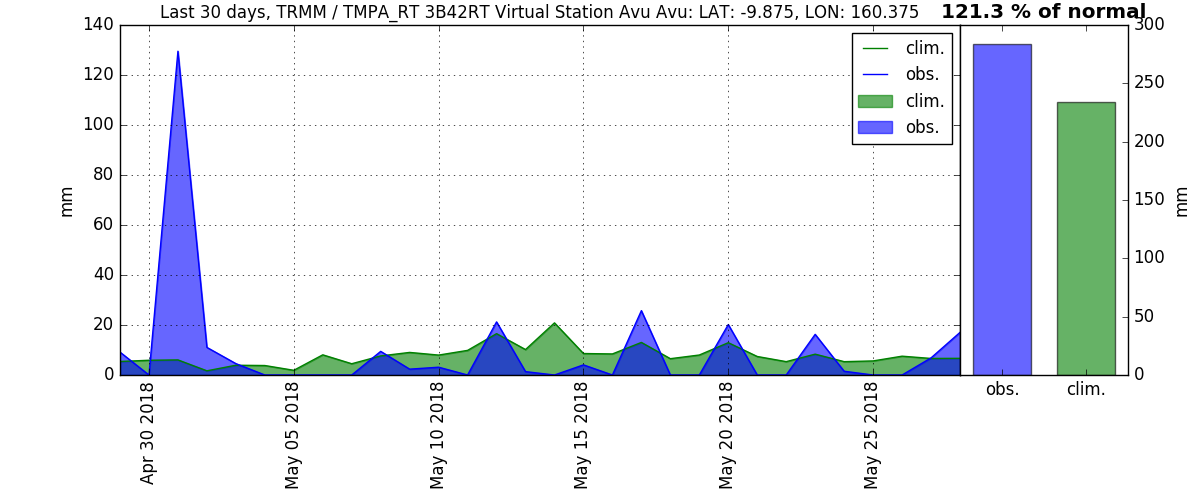 Last 30 days, TRMM / TMPA_RT 3B42RT Virtual Station Avu Avu: LAT: -9.875, LON: 160.375
121.3 % of normal
140
120
100
80
60
40
20
0
mm
clim.
obs.
clim.
obs.
Apr 30 2018
May 05 2018
May 10 2018
May 15 2018
May 20 2018
May 25 2018
300
250
200
150
100
50
0
mm
obs.
clim.